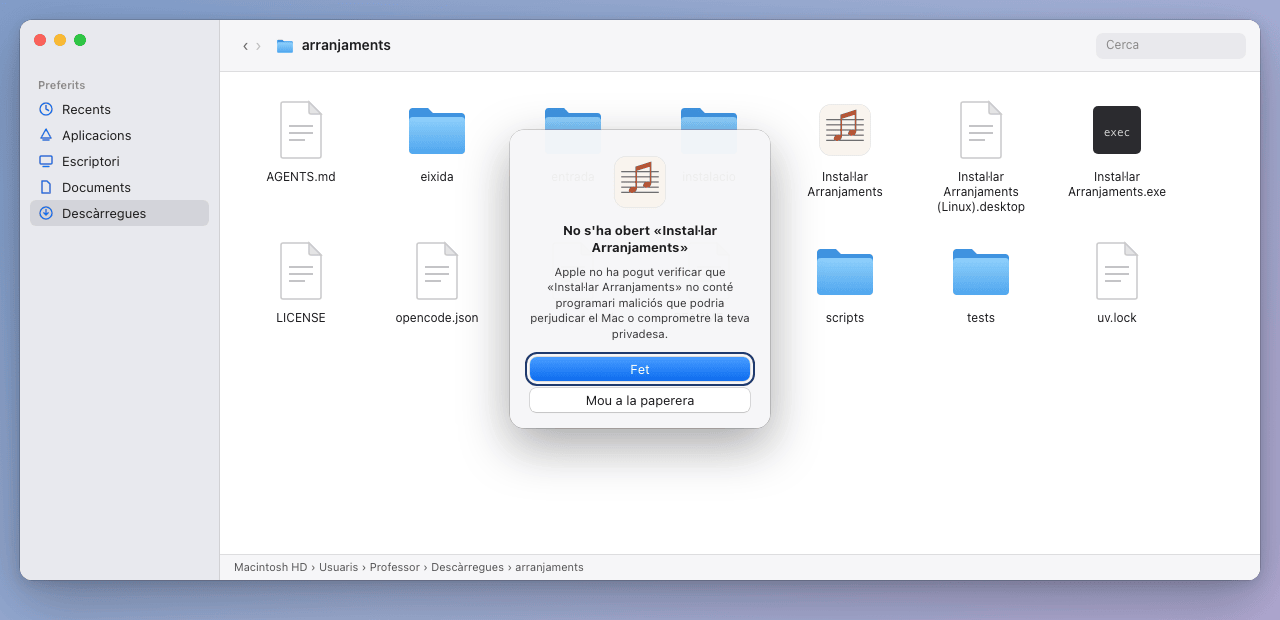 arranjaments
Cerca
Preferits
Recents
Aplicacions
Escriptori
Documents
Descàrregues
AGENTS.md
eixida
entrada
instal·lació
Instal·lar
Arranjaments
Instal·lar
Arranjaments
(Linux).desktop
exec
Instal·lar
Arranjaments.exe
No s'ha obert «Instal·lar
Arranjaments»
Apple no ha pogut verificar que
«Instal·lar Arranjaments» no conté
programari maliciós que podria
perjudicar el Mac o comprometre la teva
privadesa.
Fet
Mou a la paperera
LICENSE
opencode.json
scripts
tests
uv.lock
Macintosh HD › Usuaris › Professor › Descàrregues › arranjaments